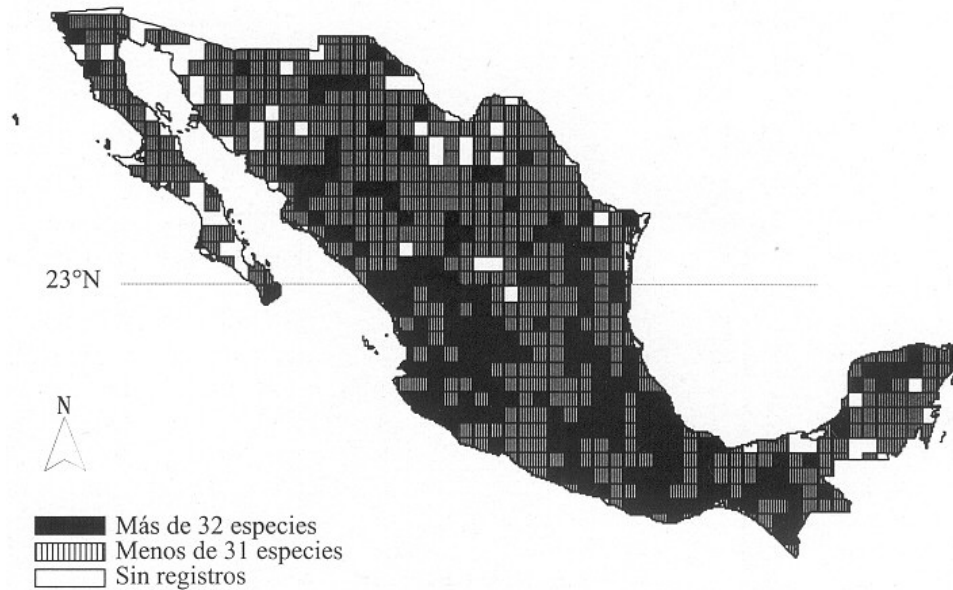 23°N
N
Más de 32 especies
Menos de 31 especies
Sin registros